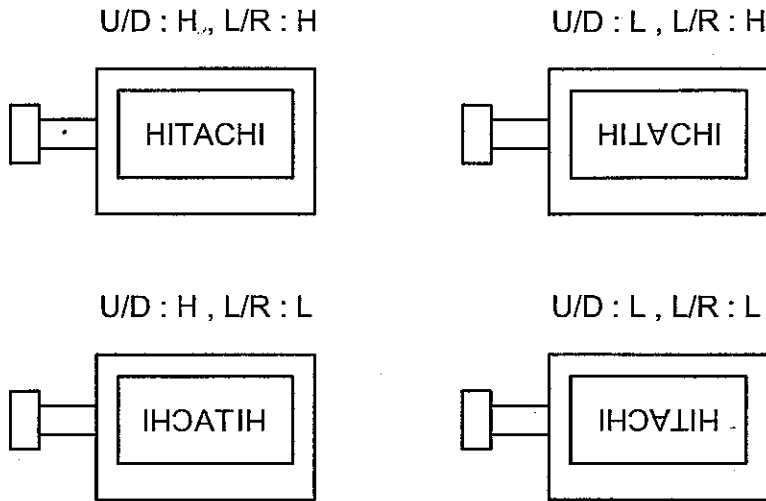 U/D : H , L/R : H
U/D : L , L/R : H
HITACHI
HITACHI
U/D : H , L/R : L
U/D : L , L/R : L
HITACHI
HITACHI